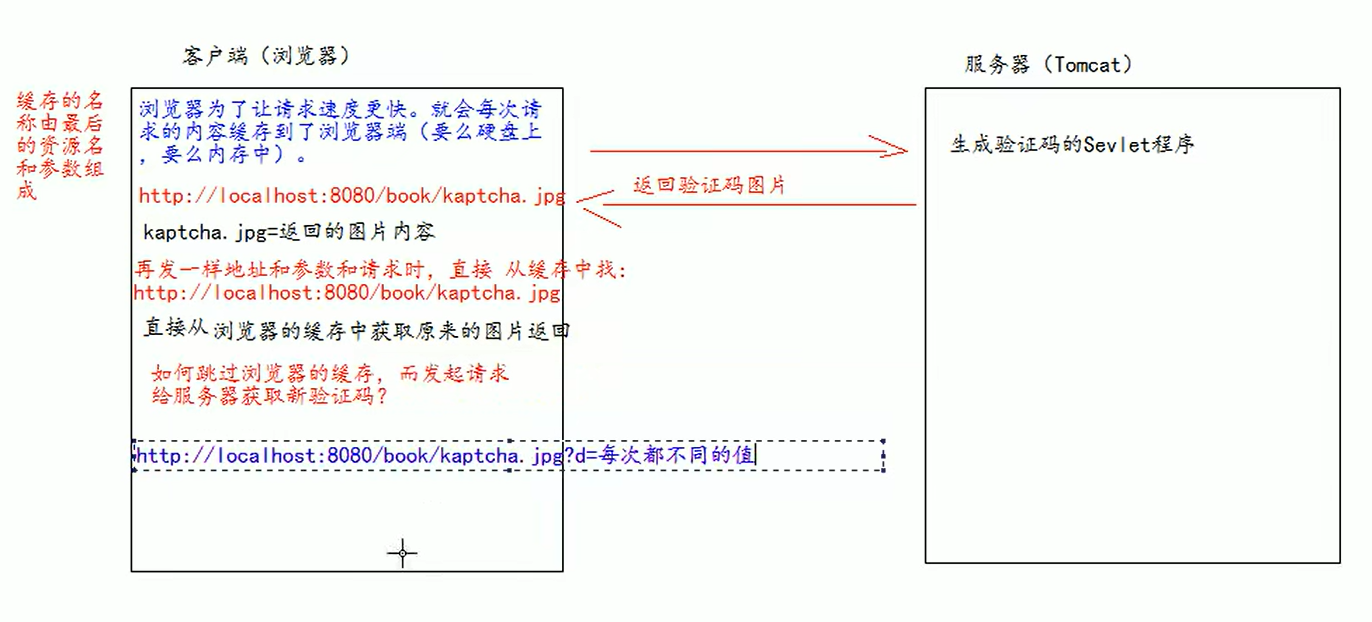 客户端（浏览器）
服务器（Tomcat）
缓存的名
称由最后
的资源名
和参数组
成
浏览器为了让请求速度更快。就会每次请
求的内容缓存到了浏览器端（要么硬盘上
，要么内存中）。
http://localhost:8080/book/kaptcha.jpg
kaptcha.jpg=返回的图片内容
再发一样地址和参数和请求时，直接 从缓存中找：
http://localhost:8080/book/kaptcha.jpg
直接从浏览器的缓存中获取原来的图片返回
如何跳过浏览器的缓存，而发起请求
给服务器获取新验证码？
http://localhost:8080/book/kaptcha.jpg?d=每次都不同的值
返回验证码图片
生成验证码的Sevlet程序